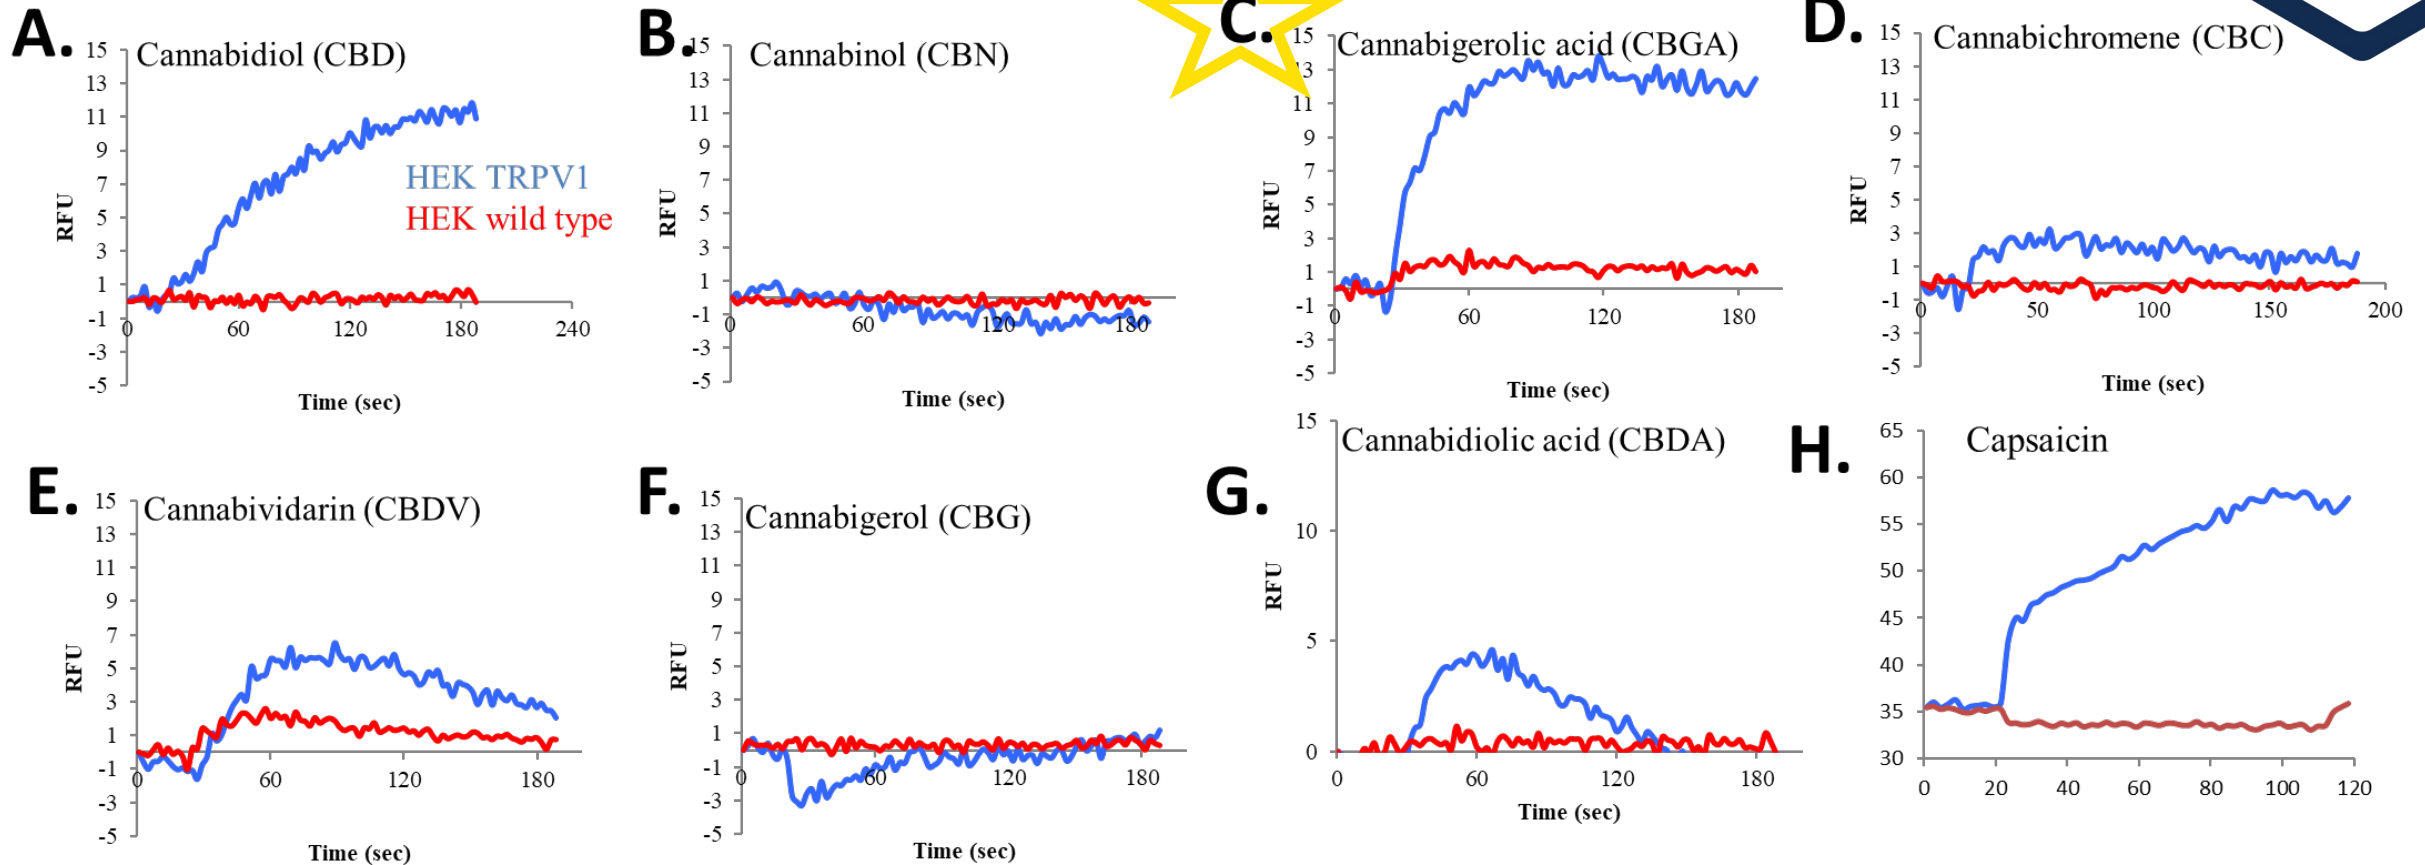 A.
Cannabidiol (CBD)
15
13
11
9
7
5
3
1
-1
-3
-5
RFU
HEK TRPV1
HEK wild type
0 60 120 180 240
Time (sec)
B.
Cannabinol (CBN)
15
13
11
9
7
5
3
1
-1
-3
-5
RFU
0 60 120 180
Time (sec)
C.
Cannabigerolic acid (CBGA)
15
13
11
9
7
5
3
1
-1
-3
-5
RFU
0 60 120 180
Time (sec)
D.
Cannabichromene (CBC)
15
13
11
9
7
5
3
1
-1
-3
-5
RFU
0 50 100 150 200
Time (sec)
E.
Cannabividarin (CBDV)
15
13
11
9
7
5
3
1
-1
-3
-5
RFU
0 60 120 180
Time (sec)
F.
Cannabigerol (CBG)
15
13
11
9
7
5
3
1
-1
-3
-5
RFU
0 60 120 180
Time (sec)
G.
Cannabidiolic acid (CBDA)
15
10
5
0
RFU
0 60 120 180
Time (sec)
H.
Capsaicin
65
60
55
50
45
40
35
30
0 20 40 60 80 100 120